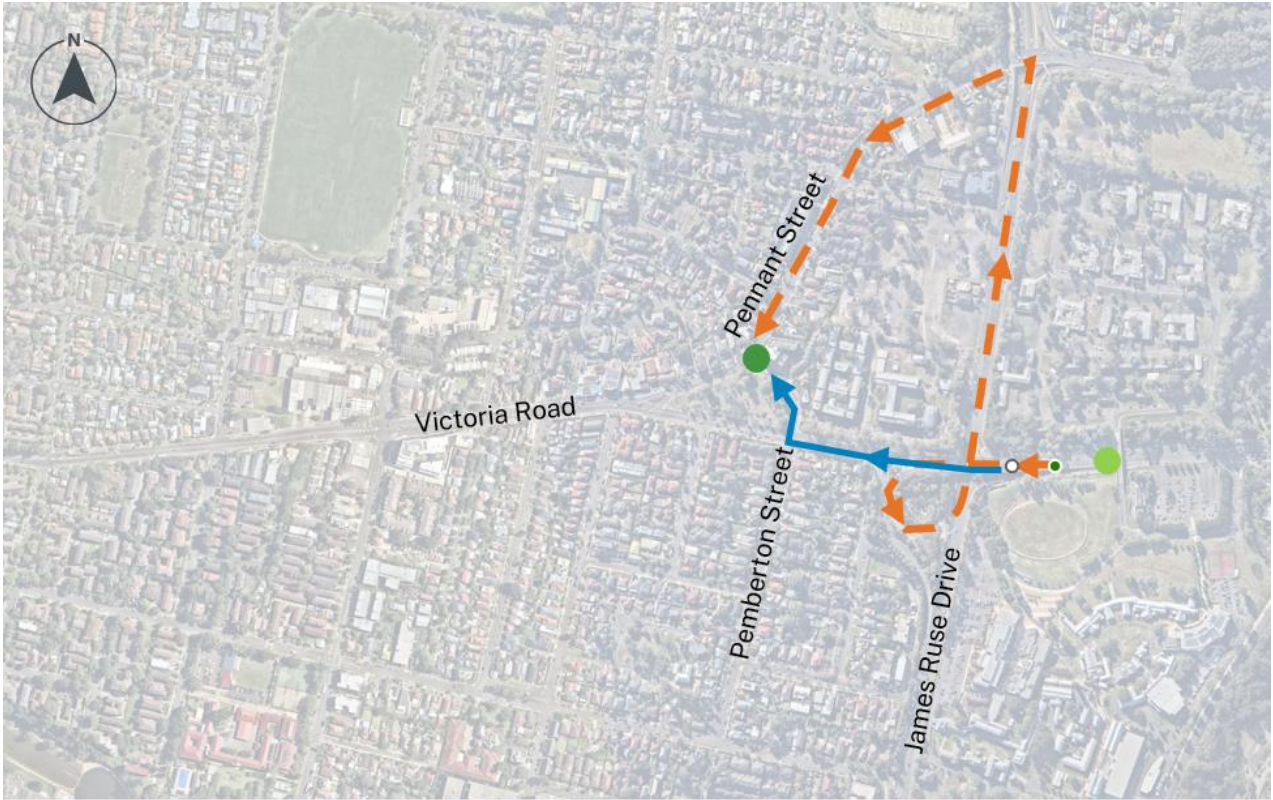 N
Pennant Street
Victoria Road
Pemberton Street
James Ruse Drive